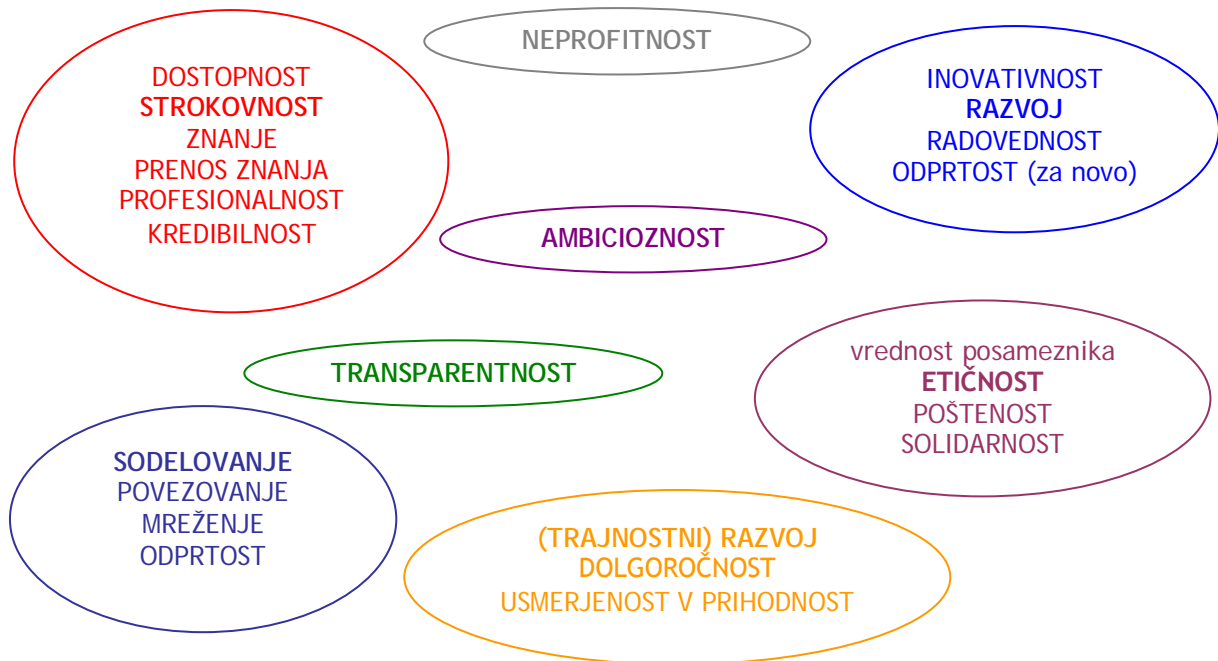 NEPROFITNOST
DOSTOPNOST
STROKOVNOST
ZNANJE
PRENOS ZNANJA
PROFESIONALNOST
KREDIBILNOST
INOVATIVNOST
RAZVOJ
RADOVEDNOST
ODPRTOST (za novo)
AMBICIOZNOST
TRANSPARENTNOST
vrednost posameznika
ETIČNOST
POŠTENOST
SOLIDARNOST
SODELOVANJE
POVEZOVANJE
MREŽENJE
ODPRTOST
(TRAJNOSTNI) RAZVOJ
DOLGOROČNOST
USMERJENOST V PRIHODNOST